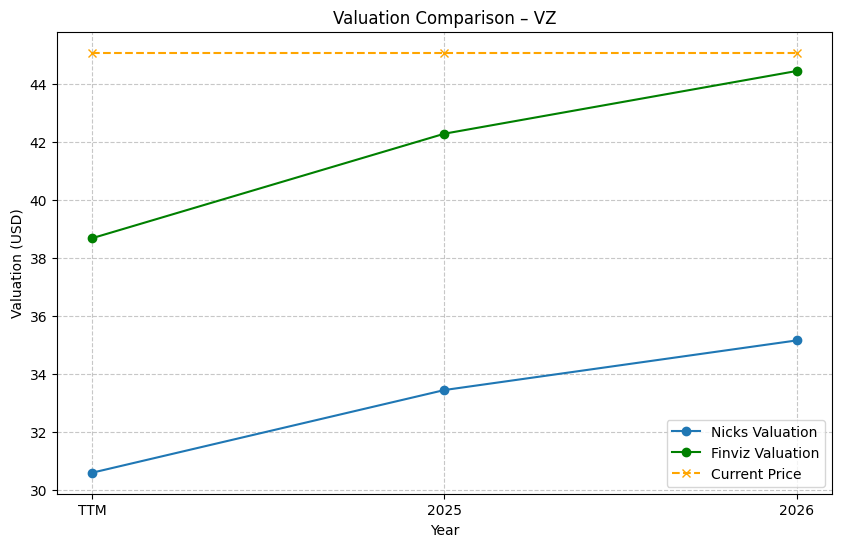 Valuation Comparison – VZ
Valuation (USD)
44
42
40
38
36
34
32
30
TTM
2025
2026
Year
Nicks Valuation
Finviz Valuation
Current Price